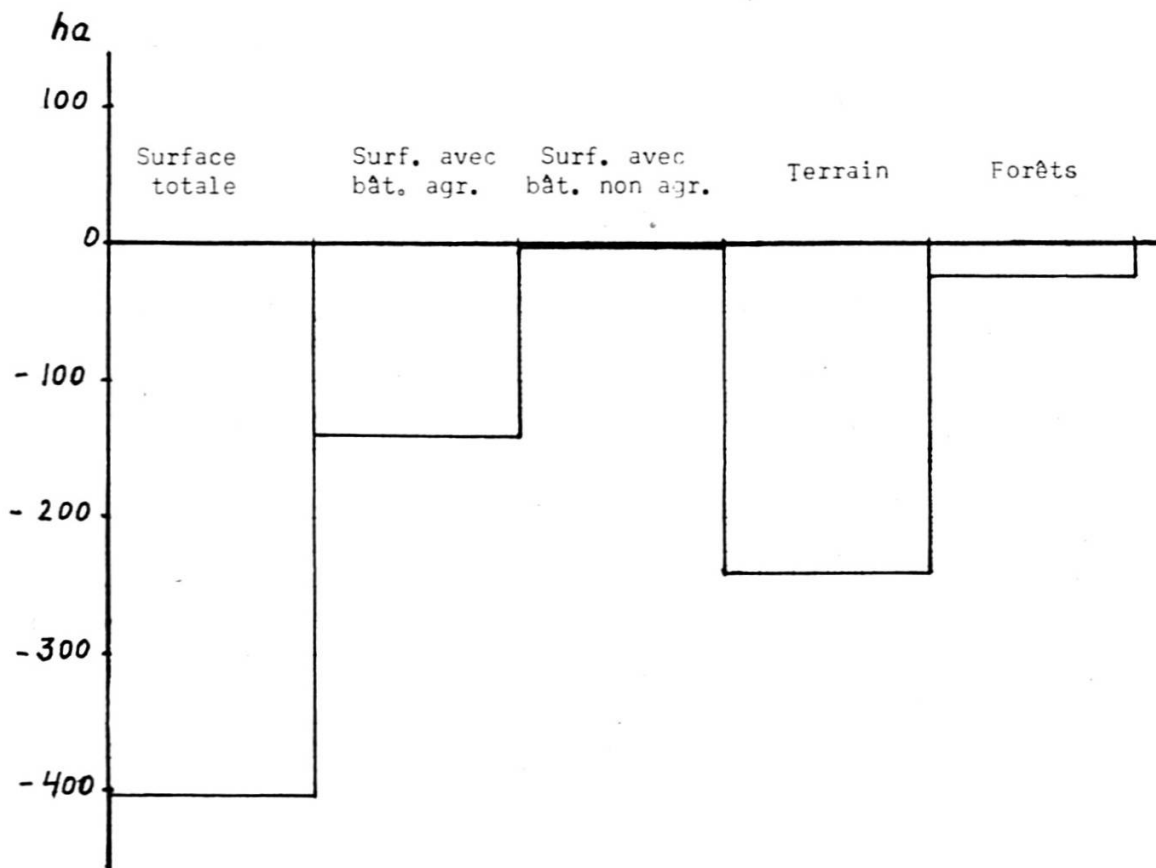 ha
100
Surface
totale
Surf. avec
bât. agr.
Surf. avec
bât. non agr.
Terrain
Forêts
0
- 100
- 200
- 300
- 400